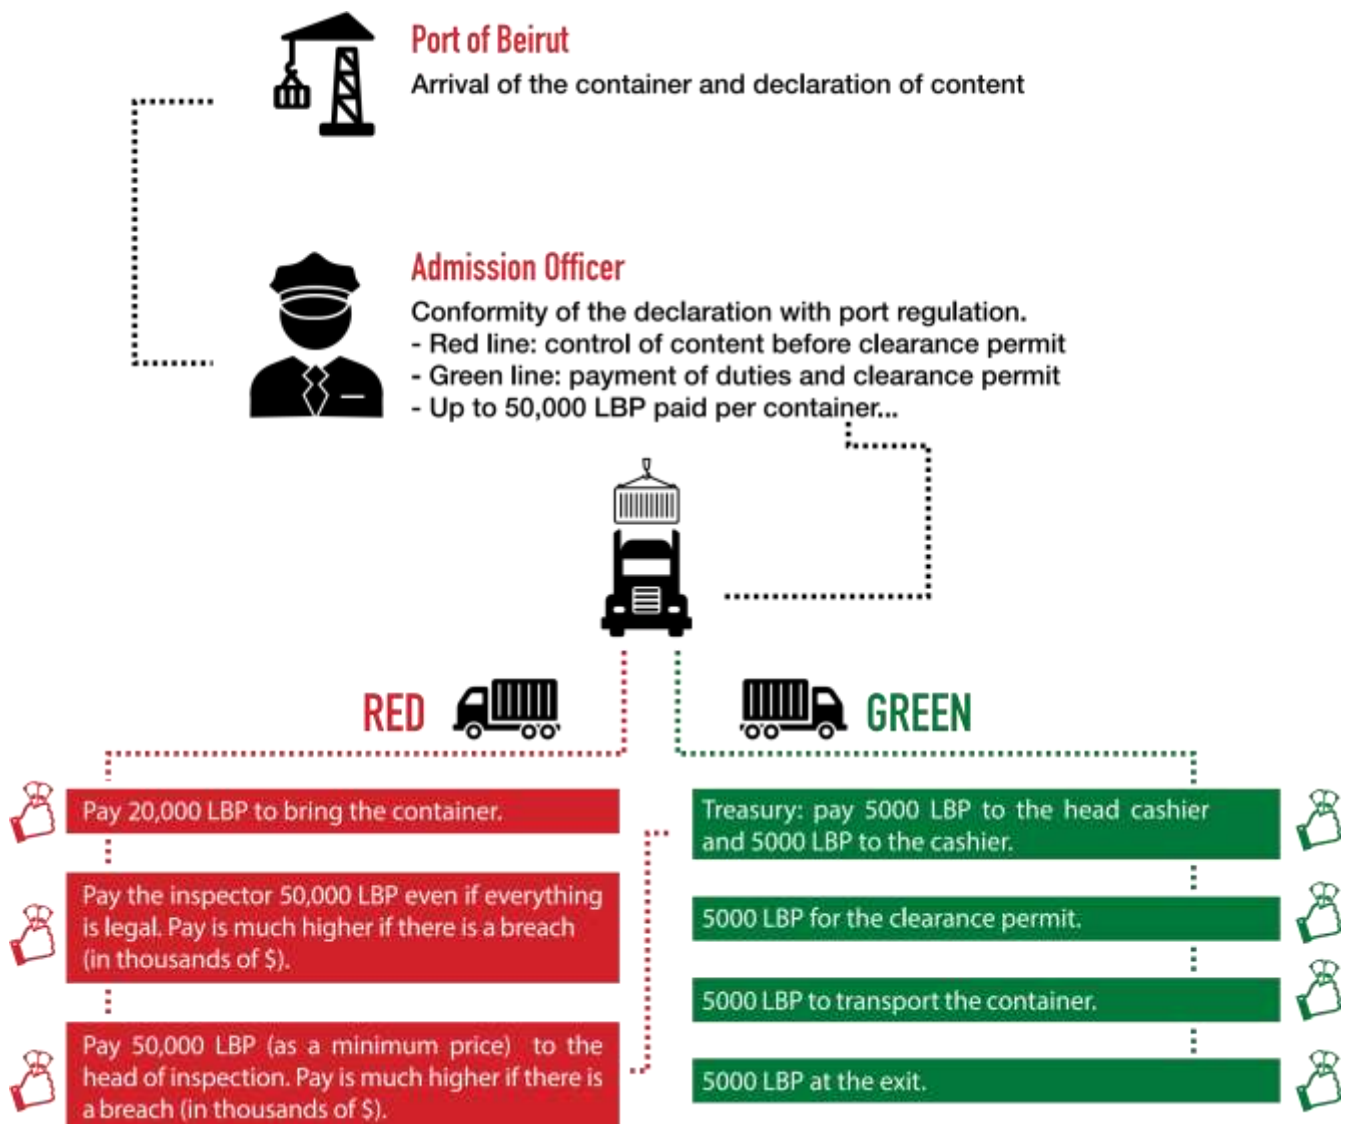 Port of Beirut
Arrival of the container and declaration of content
Admission Officer
Conformity of the declaration with port regulation.
- Red line: control of content before clearance permit
- Green line: payment of duties and clearance permit
- Up to 50,000 LBP paid per container...
RED
GREEN
Pay 20,000 LBP to bring the container.
Pay the inspector 50,000 LBP even if everything
is legal. Pay is much higher if there is a breach
(in thousands of $).
Pay 50,000 LBP (as a minimum price) to the
head of inspection. Pay is much higher if there is
a breach (in thousands of $).
Treasury: pay 5000 LBP to the head cashier
and 5000 LBP to the cashier.
5000 LBP for the clearance permit.
5000 LBP to transport the container.
5000 LBP at the exit.